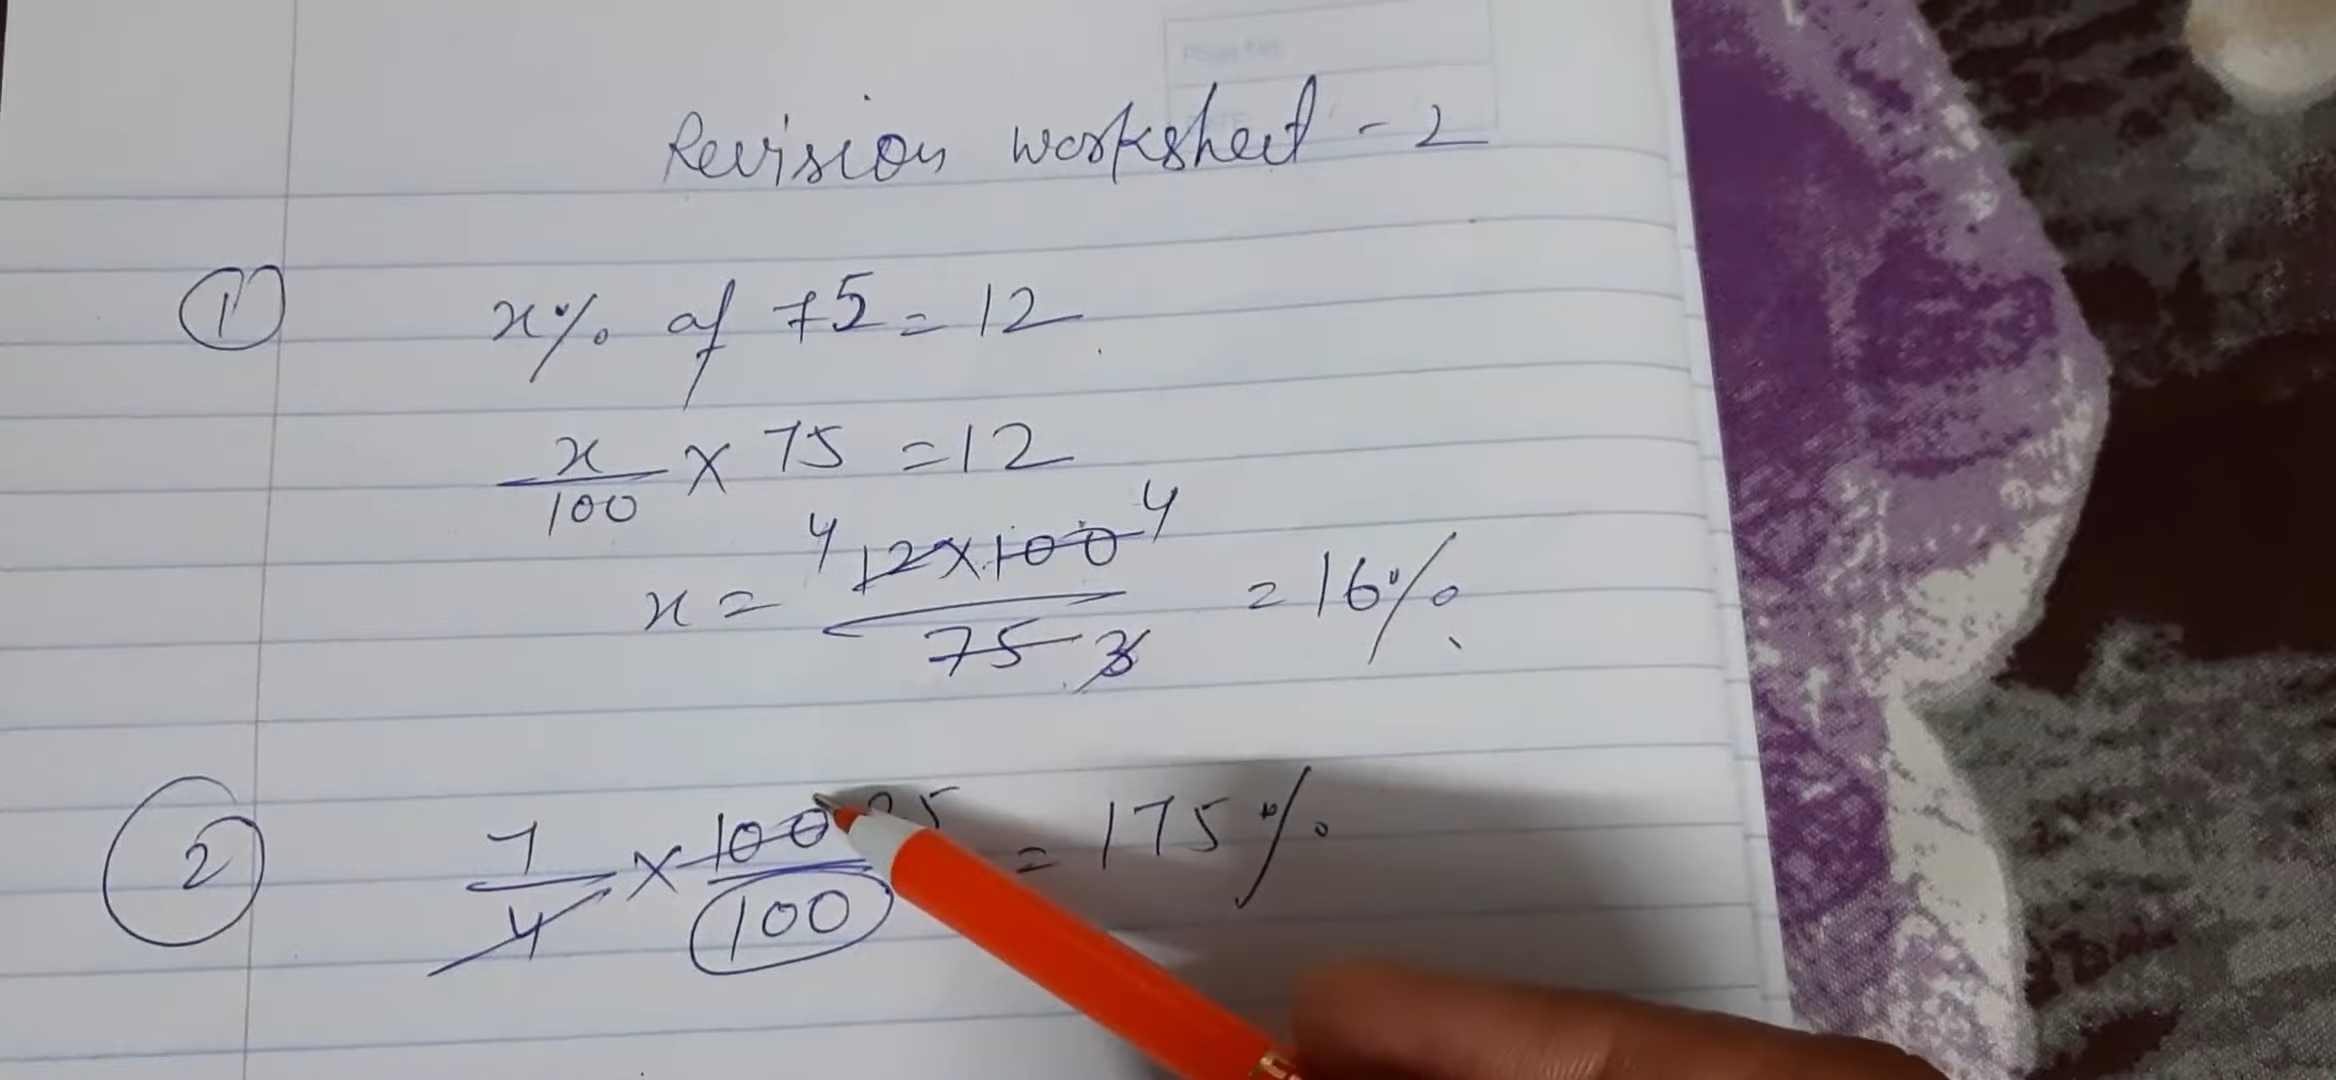 Revision worksheet - 2
① x% of 75 = 12
x/100 × 75 = 12
x = 4 12×100 4 / 75 3 = 16%
② 7/4 × 100 25 / 100 = 175%